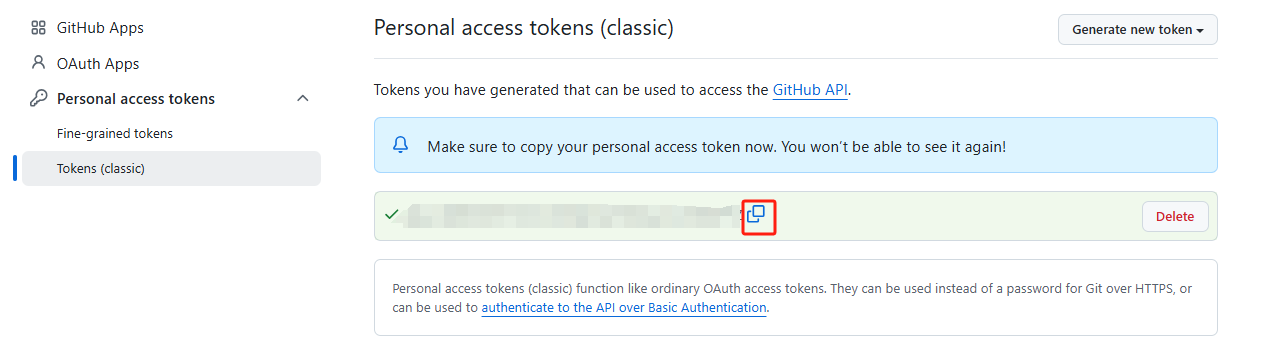 GitHub Apps
OAuth Apps
Personal access tokens
Fine-grained tokens
Tokens (classic)
Personal access tokens (classic)
Generate new token
Tokens you have generated that can be used to access the GitHub API.
Make sure to copy your personal access token now. You won't be able to see it again!
Delete
Personal access tokens (classic) function like ordinary OAuth access tokens. They can be used instead of a password for Git over HTTPS, or
can be used to authenticate to the API over Basic Authentication.